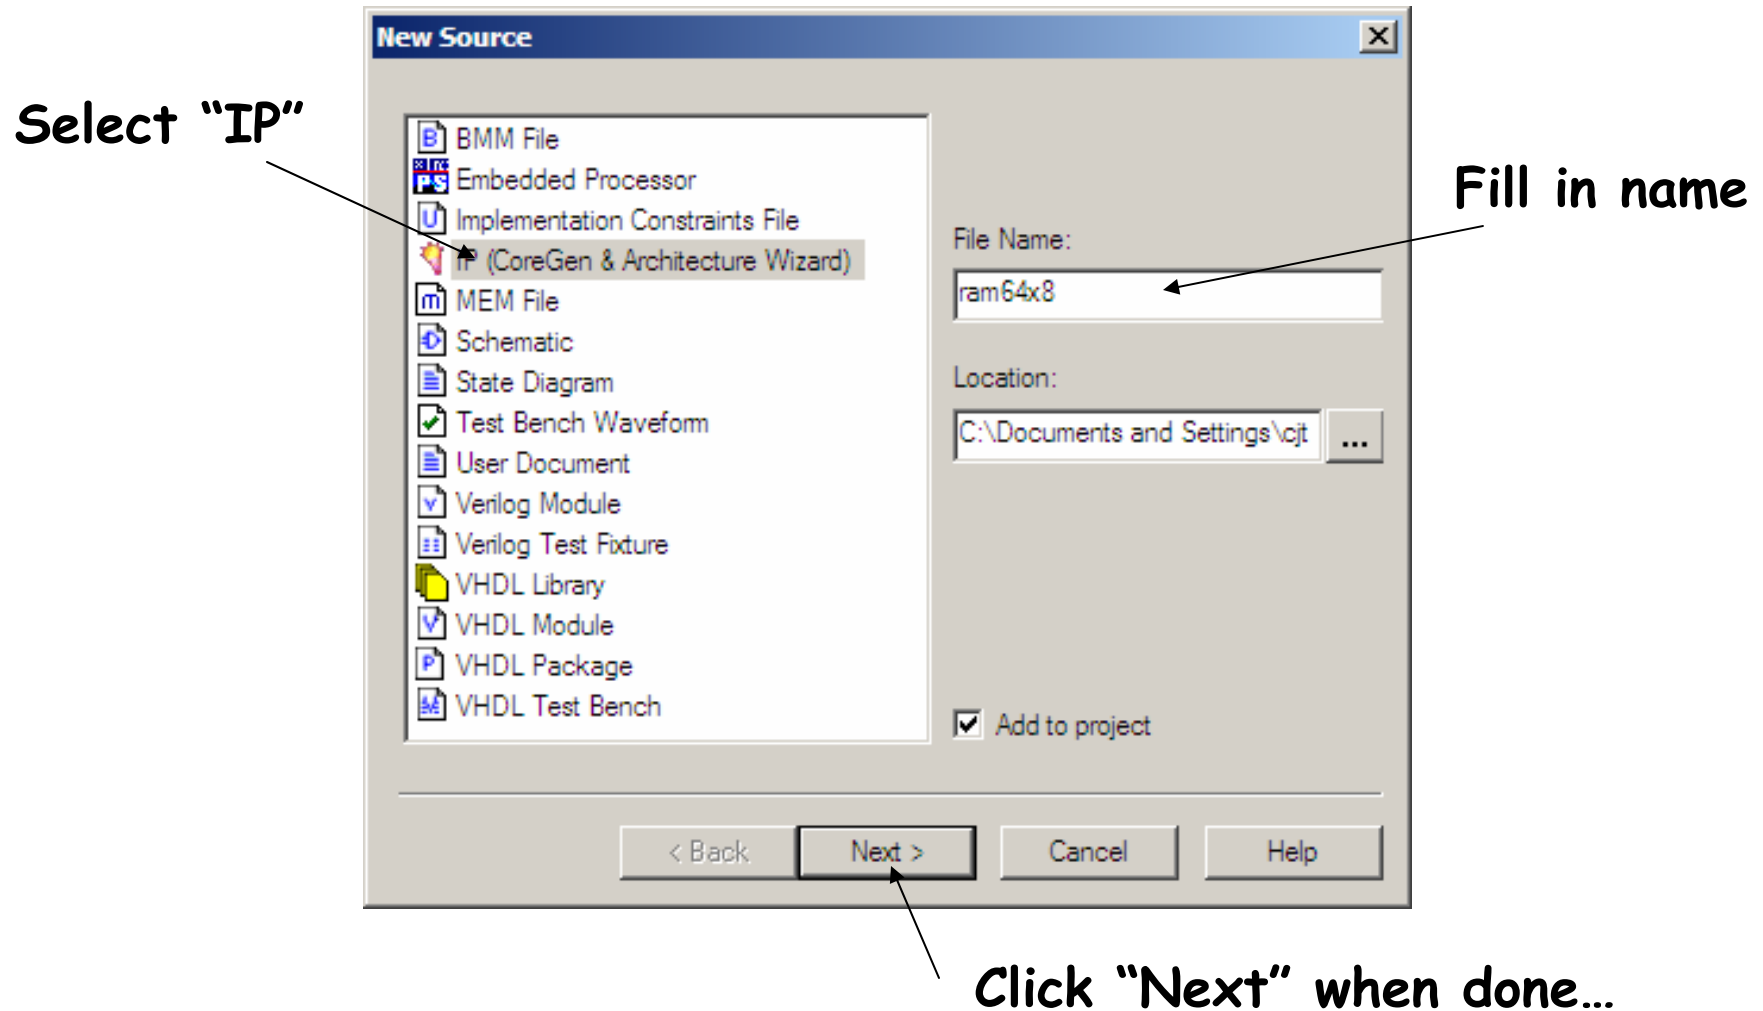 New Source
Select “IP”
BMM File
Embedded Processor
Implementation Constraints File
IP (CoreGen & Architecture Wizard)
MEM File
Schematic
State Diagram
Test Bench Waveform
User Document
Verilog Module
Verilog Test Fixture
VHDL Library
VHDL Module
VHDL Package
VHDL Test Bench
Fill in name
File Name:
ram64x8
Location:
C:\Documents and Settings\cjt
...
Add to project
< Back
Next >
Cancel
Help
Click “Next” when done…